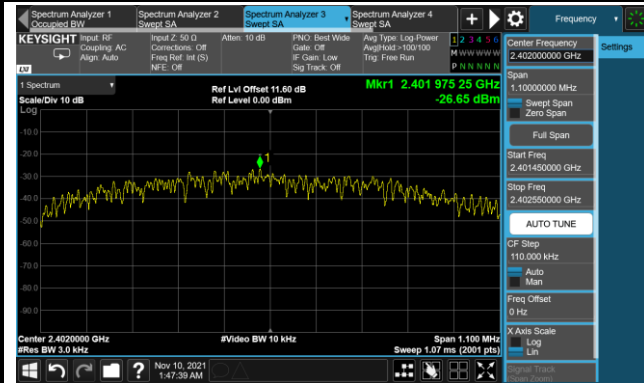 Spectrum Analyzer 1
Occupied BW
Spectrum Analyzer 2
Swept SA
Spectrum Analyzer 3
Swept SA
Spectrum Analyzer 4
Swept SA
Frequency
KEYSIGHT
Input: RF
Coupling: AC
Align: Auto
Input Z: 50 Ω
Corrections: Off
Freq Ref: Int (S)
NFE: Off
Atten: 10 dB
PNO: Best Wide
Gate: Off
IF Gain: Low
Sig Track: Off
Avg Type: Log-Power
Avg|Hold:>100/100
Trig: Free Run
1 2 3 4 5 6
M W W W W W
P N N N N N
LXI
1 Spectrum
Scale/Div 10 dB
Ref Lvl Offset 11.60 dB
Ref Level 0.00 dBm
Mkr1 2.401 975 25 GHz
-26.65 dBm
Log
-10.0
-20.0
-30.0
-40.0
-50.0
-60.0
-70.0
-80.0
-90.0
1
Center 2.4020000 GHz
#Res BW 3.0 kHz
#Video BW 10 kHz
Span 1.100 MHz
Sweep 1.07 ms (2001 pts)
Nov 10, 2021
1:47:39 AM
Center Frequency
2.402000000 GHz
Span
1.10000000 MHz
Swept Span
Zero Span
Full Span
Start Freq
2.401450000 GHz
Stop Freq
2.402550000 GHz
AUTO TUNE
CF Step
110.000 kHz
Auto
Man
Freq Offset
0 Hz
X Axis Scale
Log
Lin
Signal Track
(Span Zoom)
Settings